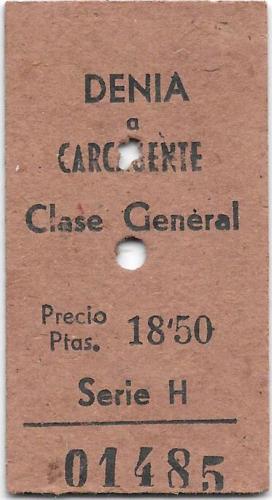 DENIA
a
CARCAGENTE
Clase General
Precio
Ptas. 18'50
Serie H
01485